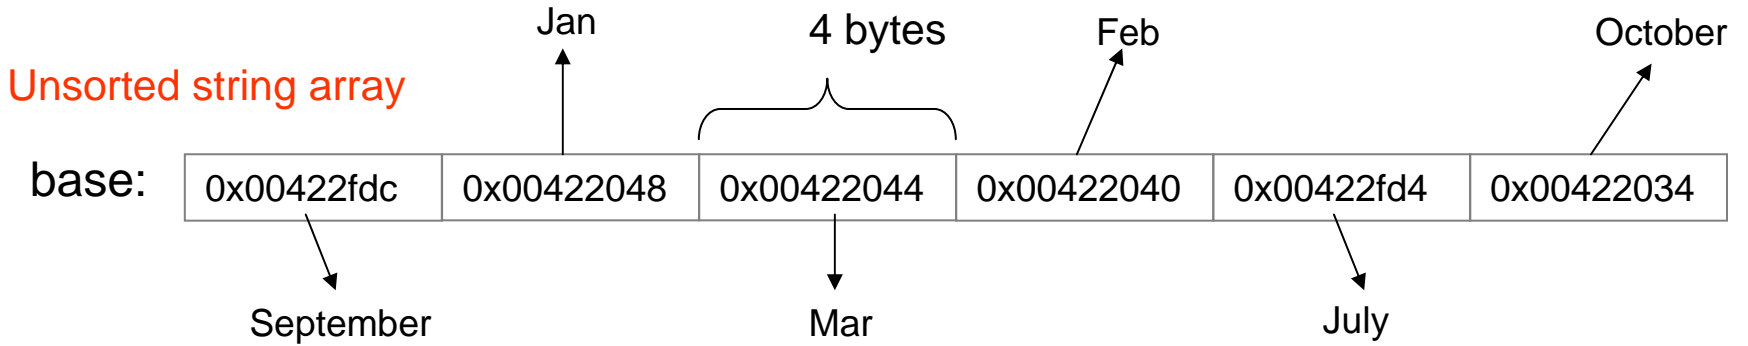 Jan
4 bytes
Feb
October
Unsorted string array
base:
0x00422fdc
0x00422048
0x00422044
0x00422040
0x00422fd4
0x00422034
September
Mar
July